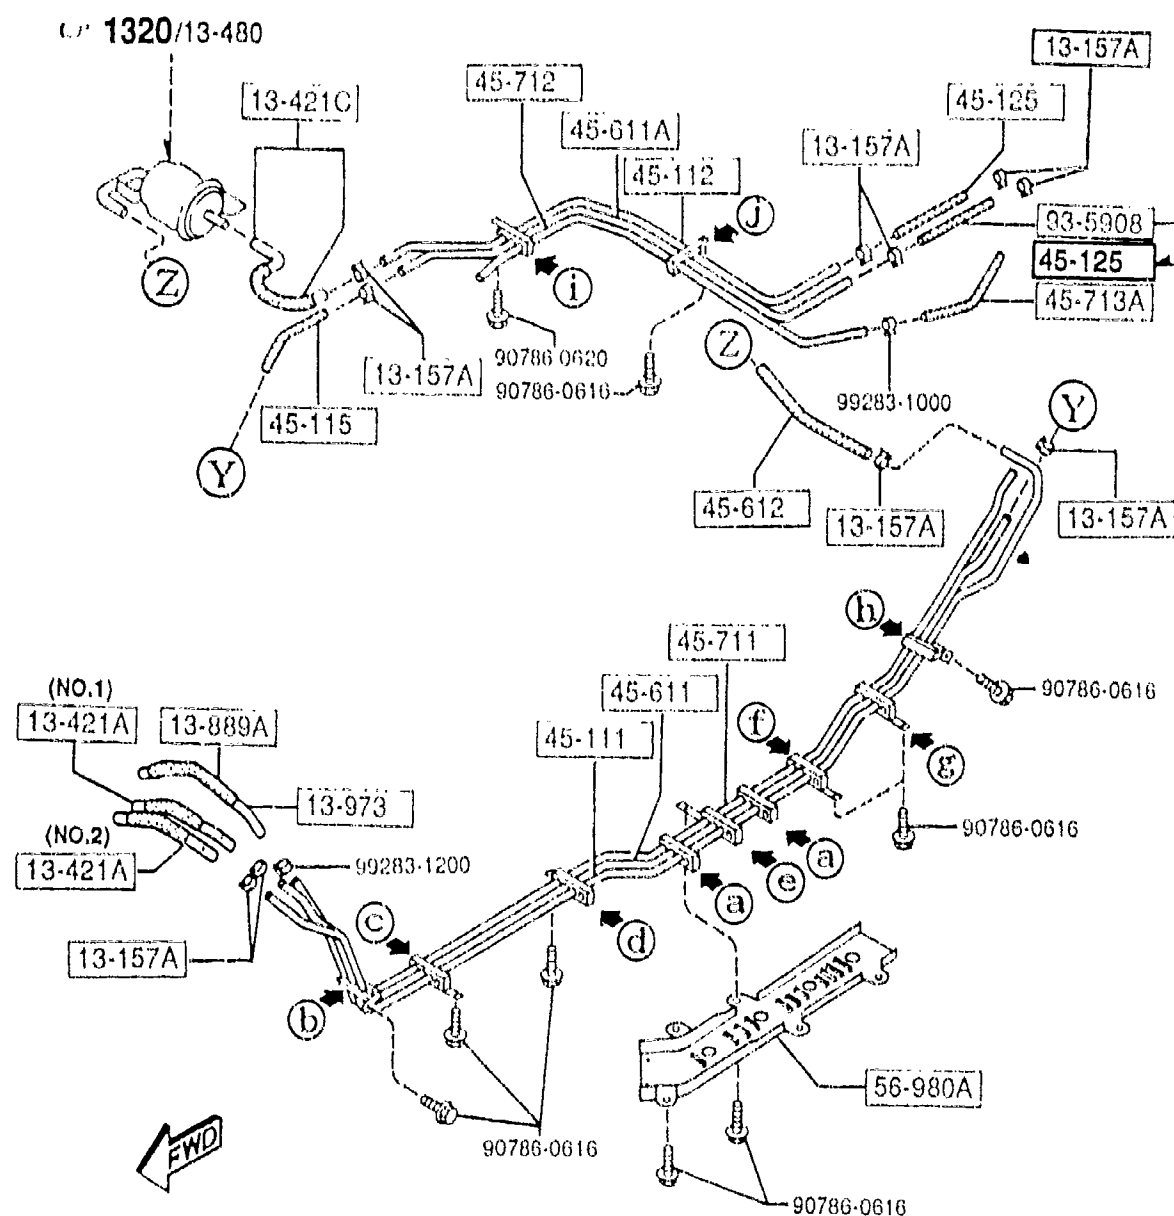 1320/13-480
13-157A
45-712
13-421C
45-125
45-611A
13-157A
45-112
j
93-5908
Z
i
45-125
45-713A
90786-0620
Z
13-157A
90786-0616
99283-1000
Y
45-115
Y
45-612
13-157A
13-157A
h
45-711
(NO.1)
45-611
90786-0616
13-421A
13-889A
f
45-111
g
13-973
90786-0616
(NO.2)
a
13-421A
99283-1200
e
a
c
d
13-157A
b
56-980A
FWD
90786-0616
90786-0616